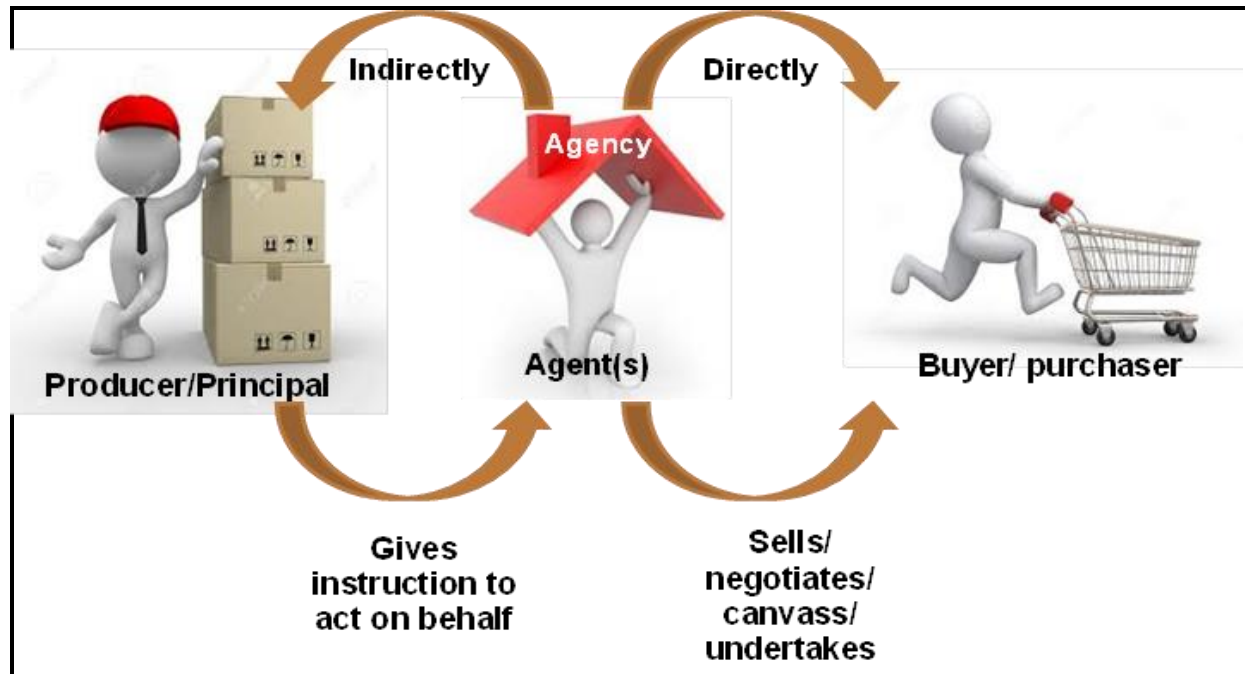 Indirectly
Directly
Agency
Producer/Principal
Agent(s)
Buyer/ purchaser
Gives
instruction to
act on behalf
Sells/
negotiates/
canvass/
undertakes